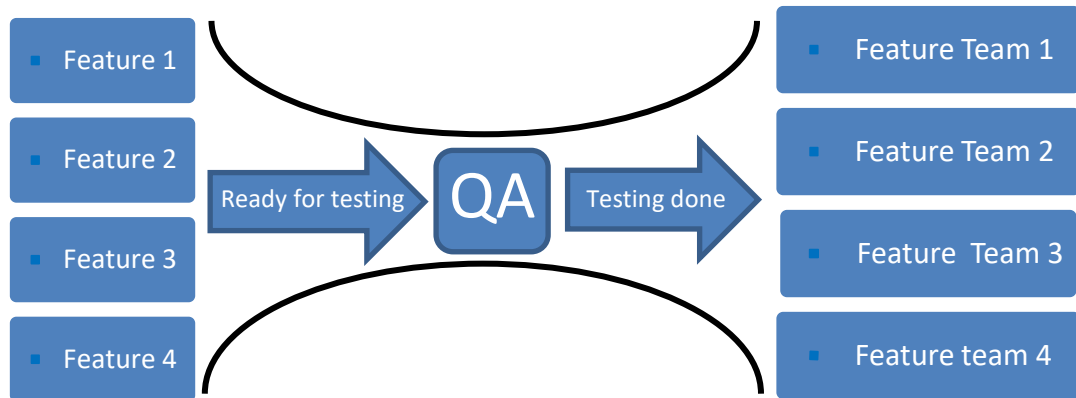 Feature 1
Feature 2
Feature 3
Feature 4
Ready for testing
QA
Testing done
Feature Team 1
Feature Team 2
Feature  Team 3
Feature team 4